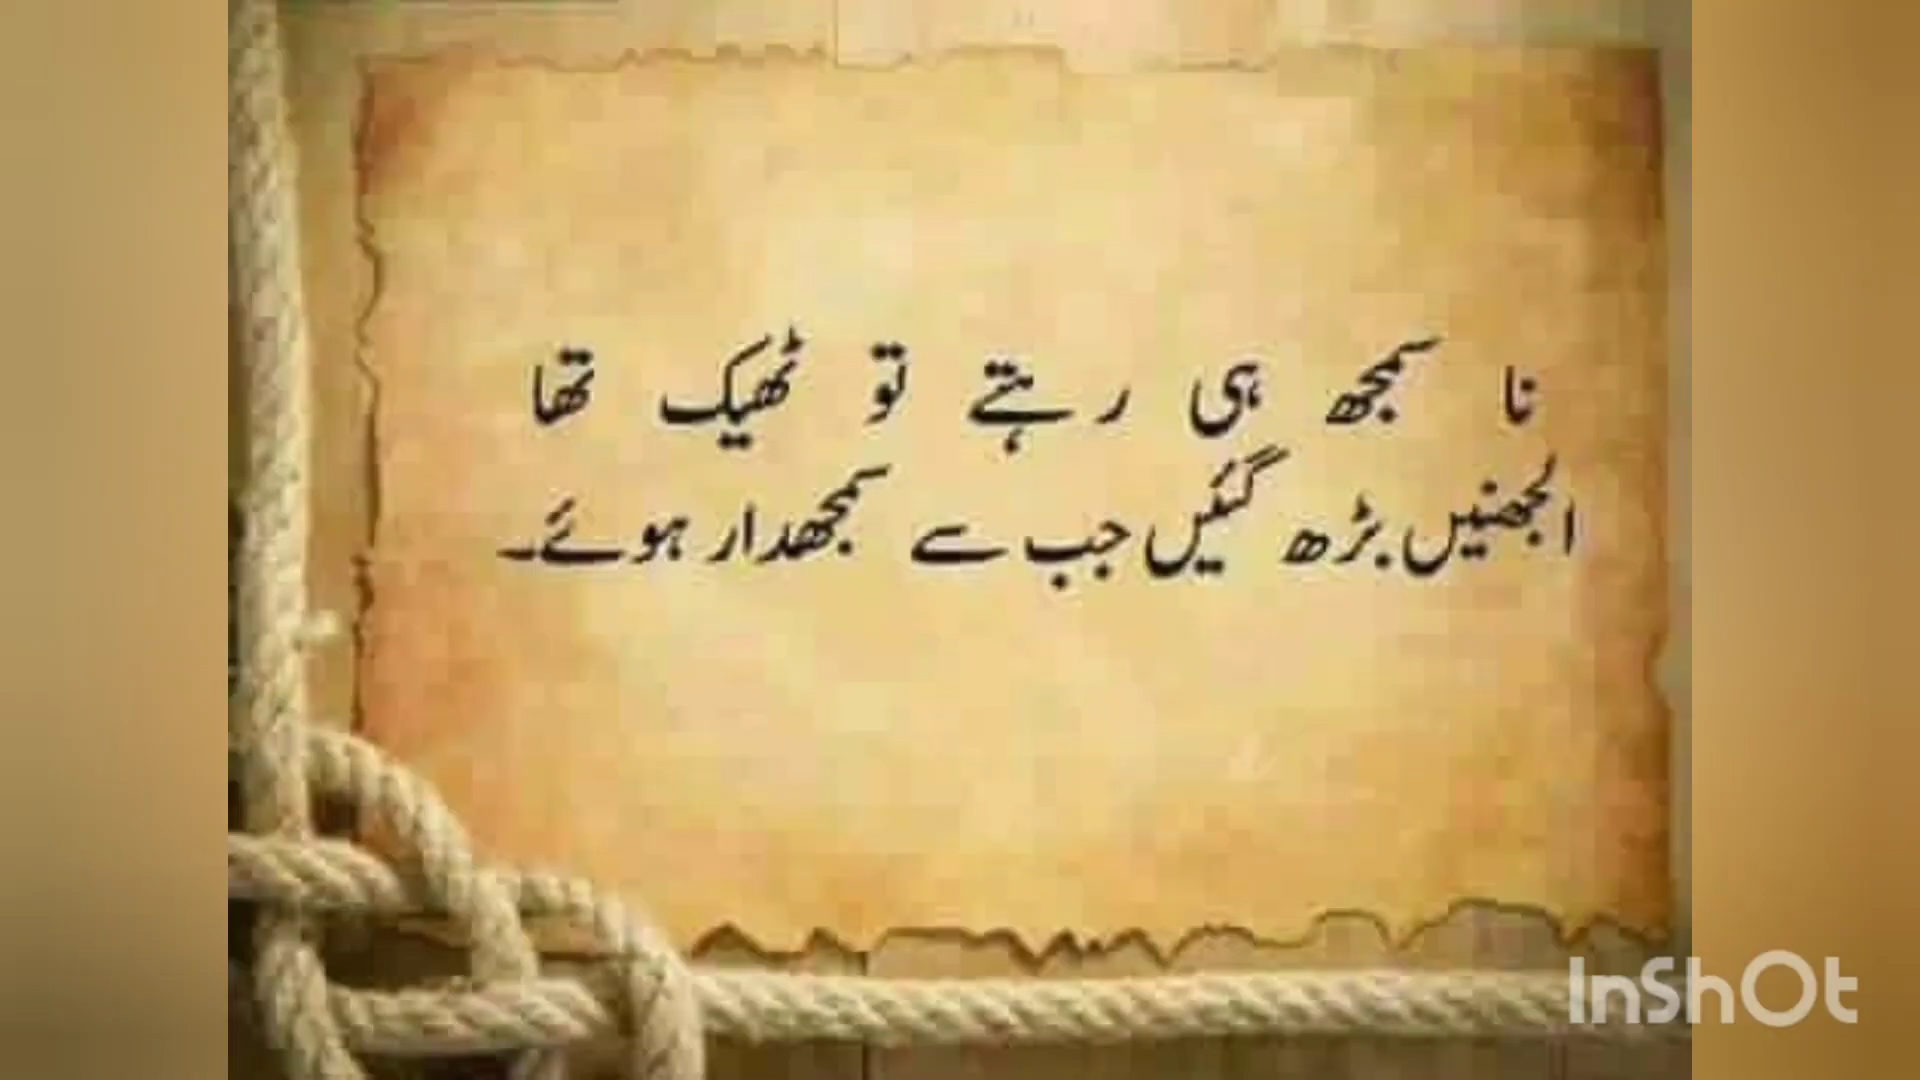 نا سمجھ ہی رہتے تو ٹھیک تھا
الجھنیں بڑھ گئیں جب سے سمجھدار ہوئے۔
InShOt